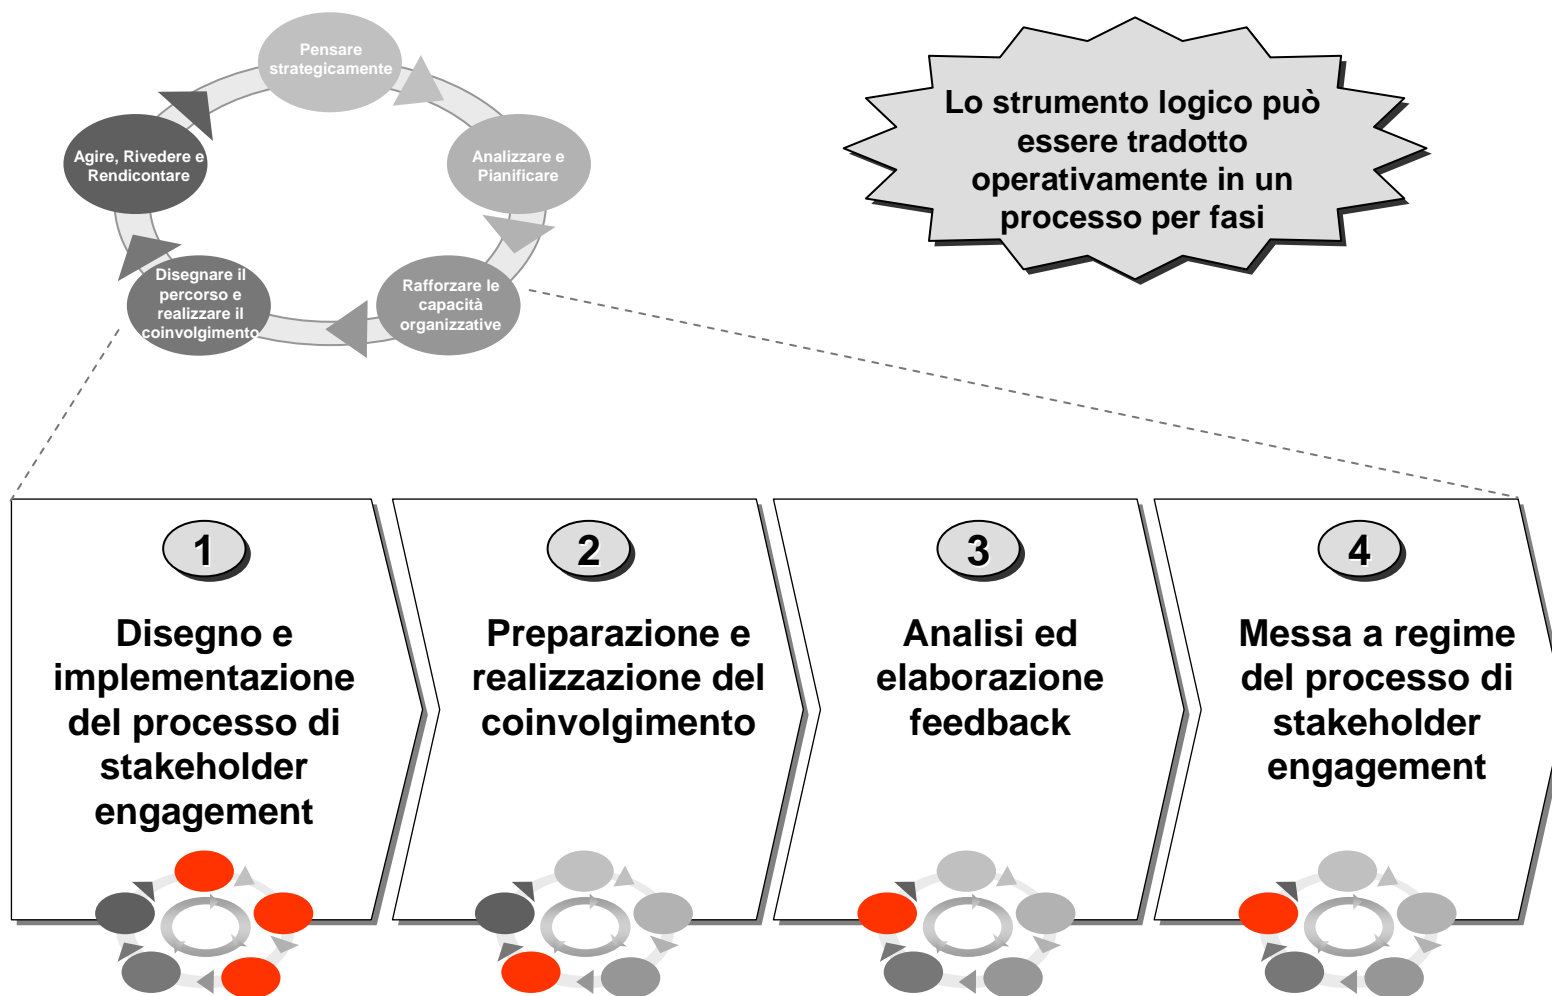 Pensare
strategicamente
Analizzare e
Pianificare
Rafforzare le
capacità
organizzative
Disegnare il
percorso e
realizzare il
coinvolgimento
Agire, Rivedere e
Rendicontare
Lo strumento logico può
essere tradotto
operativamente in un
processo per fasi
1
Disegno e
implementazione
del processo di
stakeholder
engagement
2
Preparazione e
realizzazione del
coinvolgimento
3
Analisi ed
elaborazione
feedback
4
Messa a regime
del processo di
stakeholder
engagement